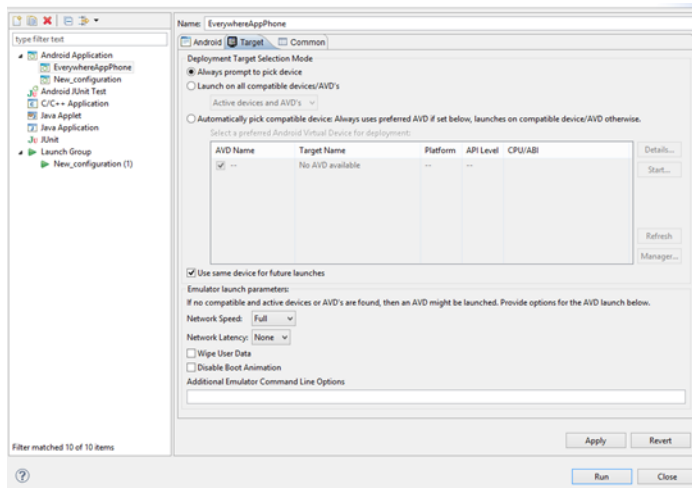 type filter text
Android Application
EverywhereAppPhone
New_configuration
Android JUnit Test
C/C++ Application
Java Applet
Java Application
JUnit
Launch Group
New_configuration (1)
Filter matched 10 of 10 items
Name: EverywhereAppPhone
Android Target Common
Deployment Target Selection Mode
Always prompt to pick device
Launch on all compatible devices/AVD's
Active devices and AVD's
Automatically pick compatible device: Always uses preferred AVD if set below, launches on compatible device/AVD otherwise.
Select a preferred Android Virtual Device for deployment:
AVD Name Target Name Platform API Level CPU/ABI
-- No AVD available -- --
Details...
Start...
Refresh
Manager...
Use same device for future launches
Emulator launch parameters:
If no compatible and active devices or AVD's are found, then an AVD might be launched. Provide options for the AVD launch below.
Network Speed: Full
Network Latency: None
Wipe User Data
Disable Boot Animation
Additional Emulator Command Line Options
Apply Revert
Run Close